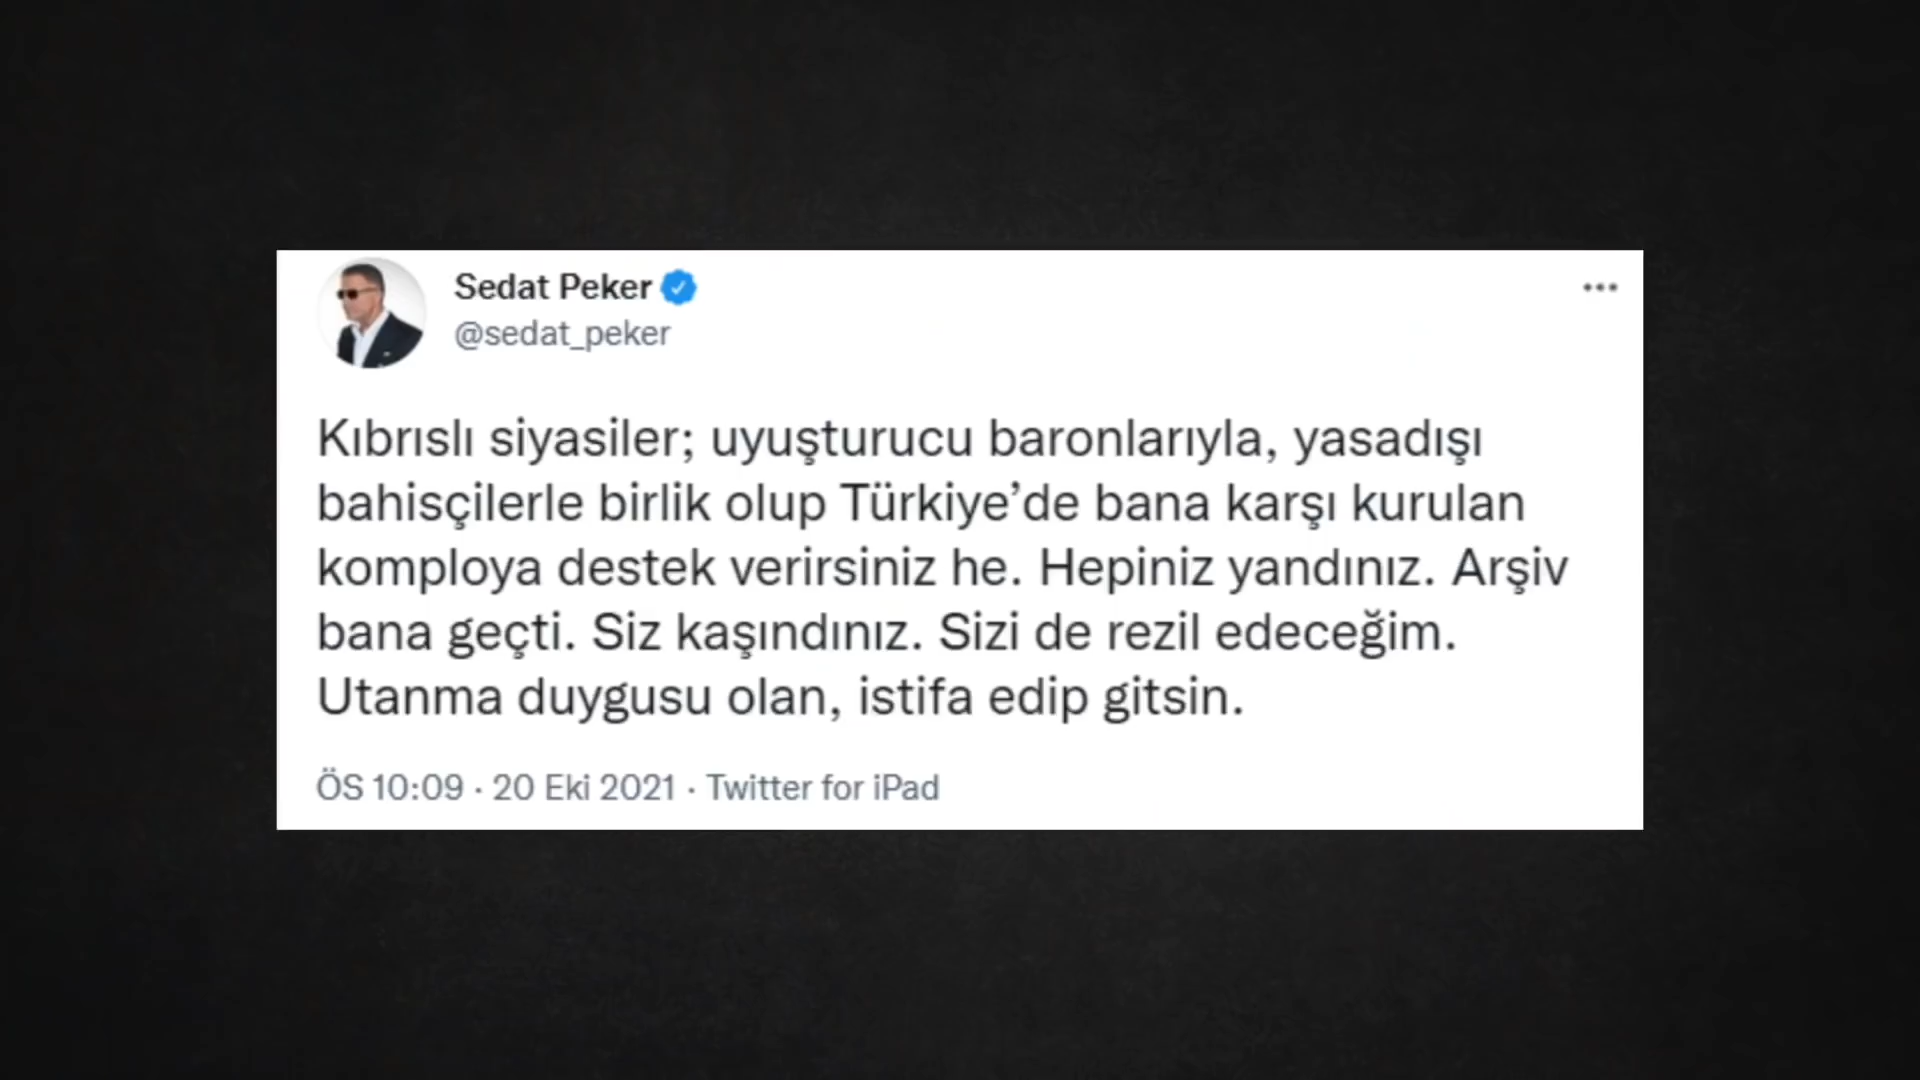 Sedat Peker
@sedat_peker
Kıbrıslı siyasiler; uyuşturucu baronlarıyla, yasadışı
bahisçilerle birlik olup Türkiye’de bana karşı kurulan
komploya destek verirsiniz he. Hepiniz yandınız. Arşiv
bana geçti. Siz kaşındınız. Sizi de rezil edeceğim.
Utanma duygusu olan, istifa edip gitsin.
ÖS 10:09 · 20 Eki 2021 · Twitter for iPad